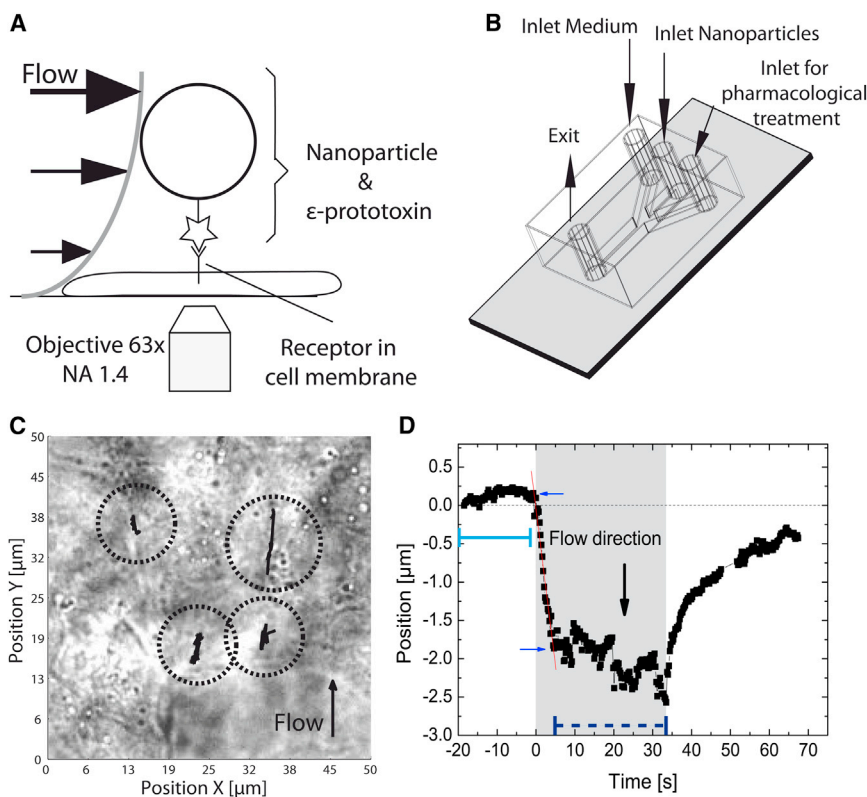 A
Flow
Nanoparticle
&
ε-prototoxin
Objective 63x
NA 1.4
Receptor in
cell membrane
B
Inlet Medium
Inlet Nanoparticles
Inlet for
pharmacological
treatment
Exit
C
50
45
38
32
25
19
13
6
0
Position Y [µm]
Flow
0 6 13 19 25 32 38 45 50
Position X [µm]
D
0.5
0.0
-0.5
-1.0
-1.5
-2.0
-2.5
-3.0
Position [µm]
Flow direction
-20 -10 0 10 20 30 40 50 60 70 80
Time [s]